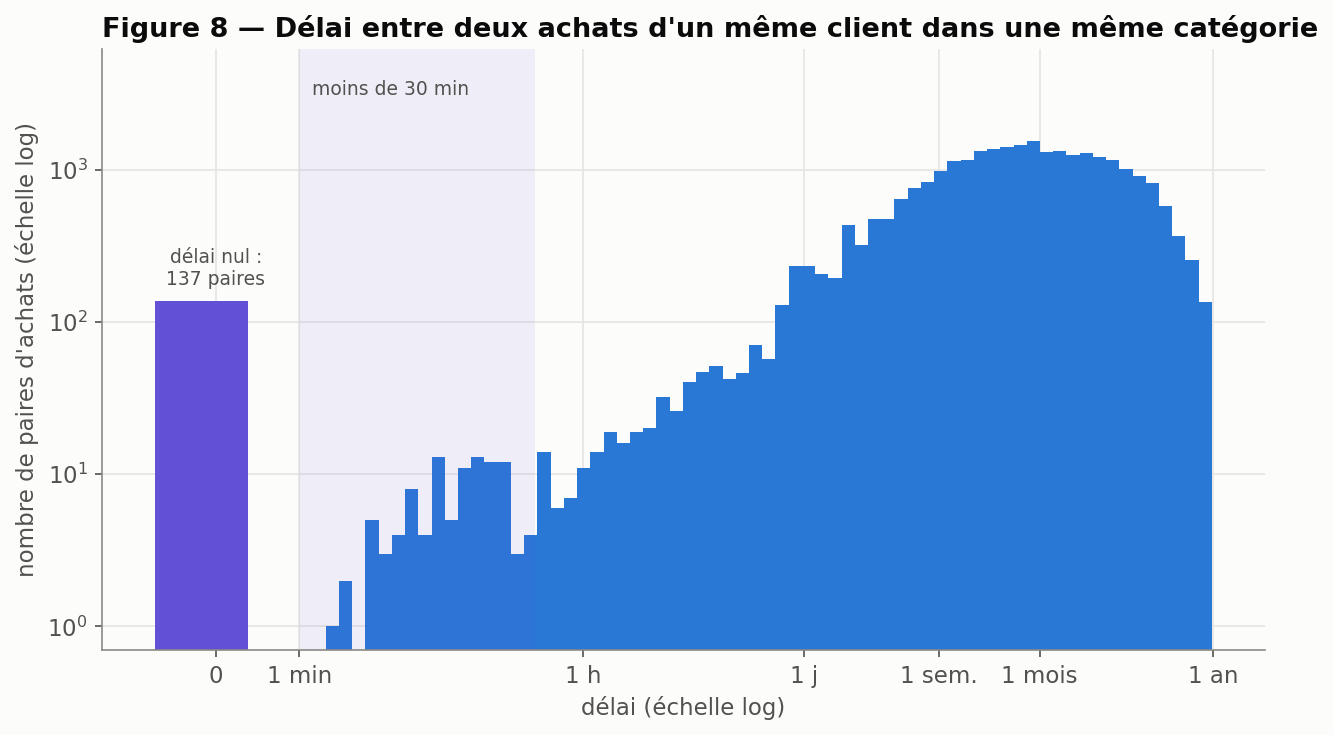 Figure 8 — Délai entre deux achats d'un même client dans une même catégorie
moins de 30 min
délai nul :
137 paires
nombre de paires d'achats (échelle log)
10³
10²
10¹
10⁰
0 1 min 1 h 1 j 1 sem. 1 mois 1 an
délai (échelle log)